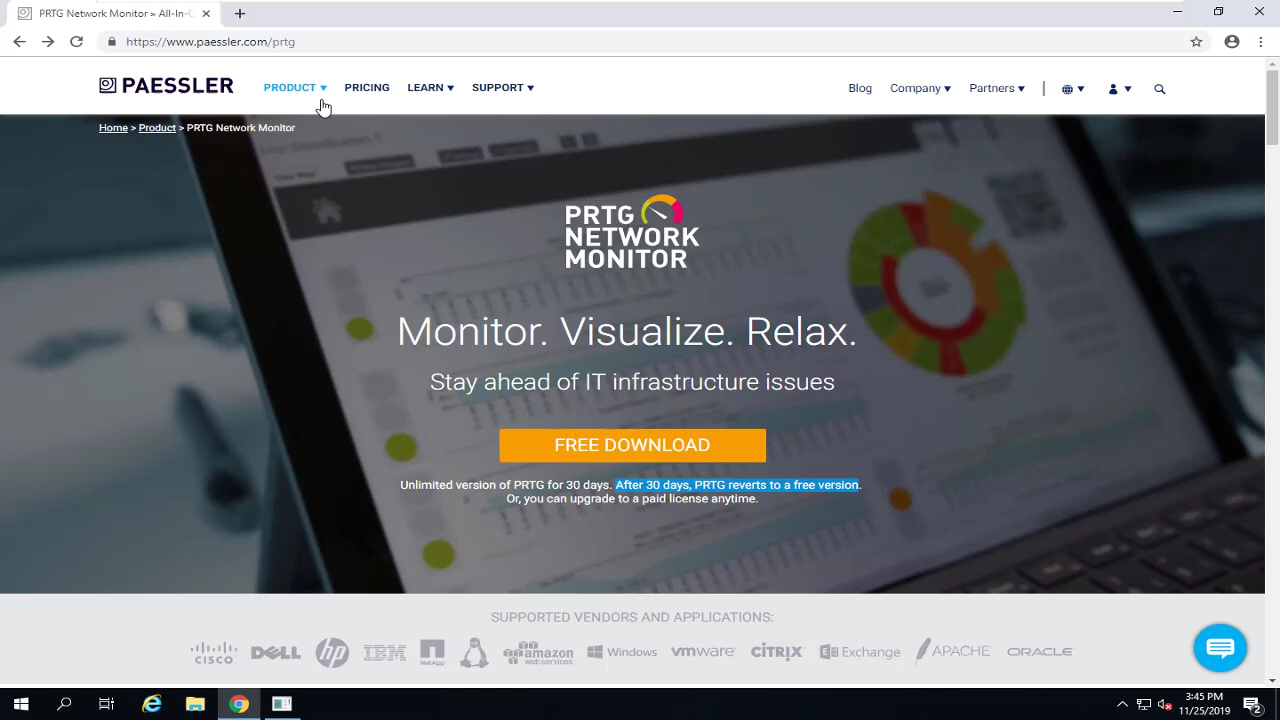 PRTG Network Monitor » All-In-C
https://www.paessler.com/prtg
PAESSLER
PRODUCT PRICING LEARN SUPPORT
Blog Company Partners
Home > Product > PRTG Network Monitor
PRTG
NETWORK
MONITOR
Monitor. Visualize. Relax.
Stay ahead of IT infrastructure issues
FREE DOWNLOAD
Unlimited version of PRTG for 30 days. After 30 days, PRTG reverts to a free version.
Or, you can upgrade to a paid license anytime.
SUPPORTED VENDORS AND APPLICATIONS:
CISCO DELL hp IBM NetApp amazon web services Windows vmware CITRIX Exchange APACHE ORACLE
3:45 PM
11/25/2019
2